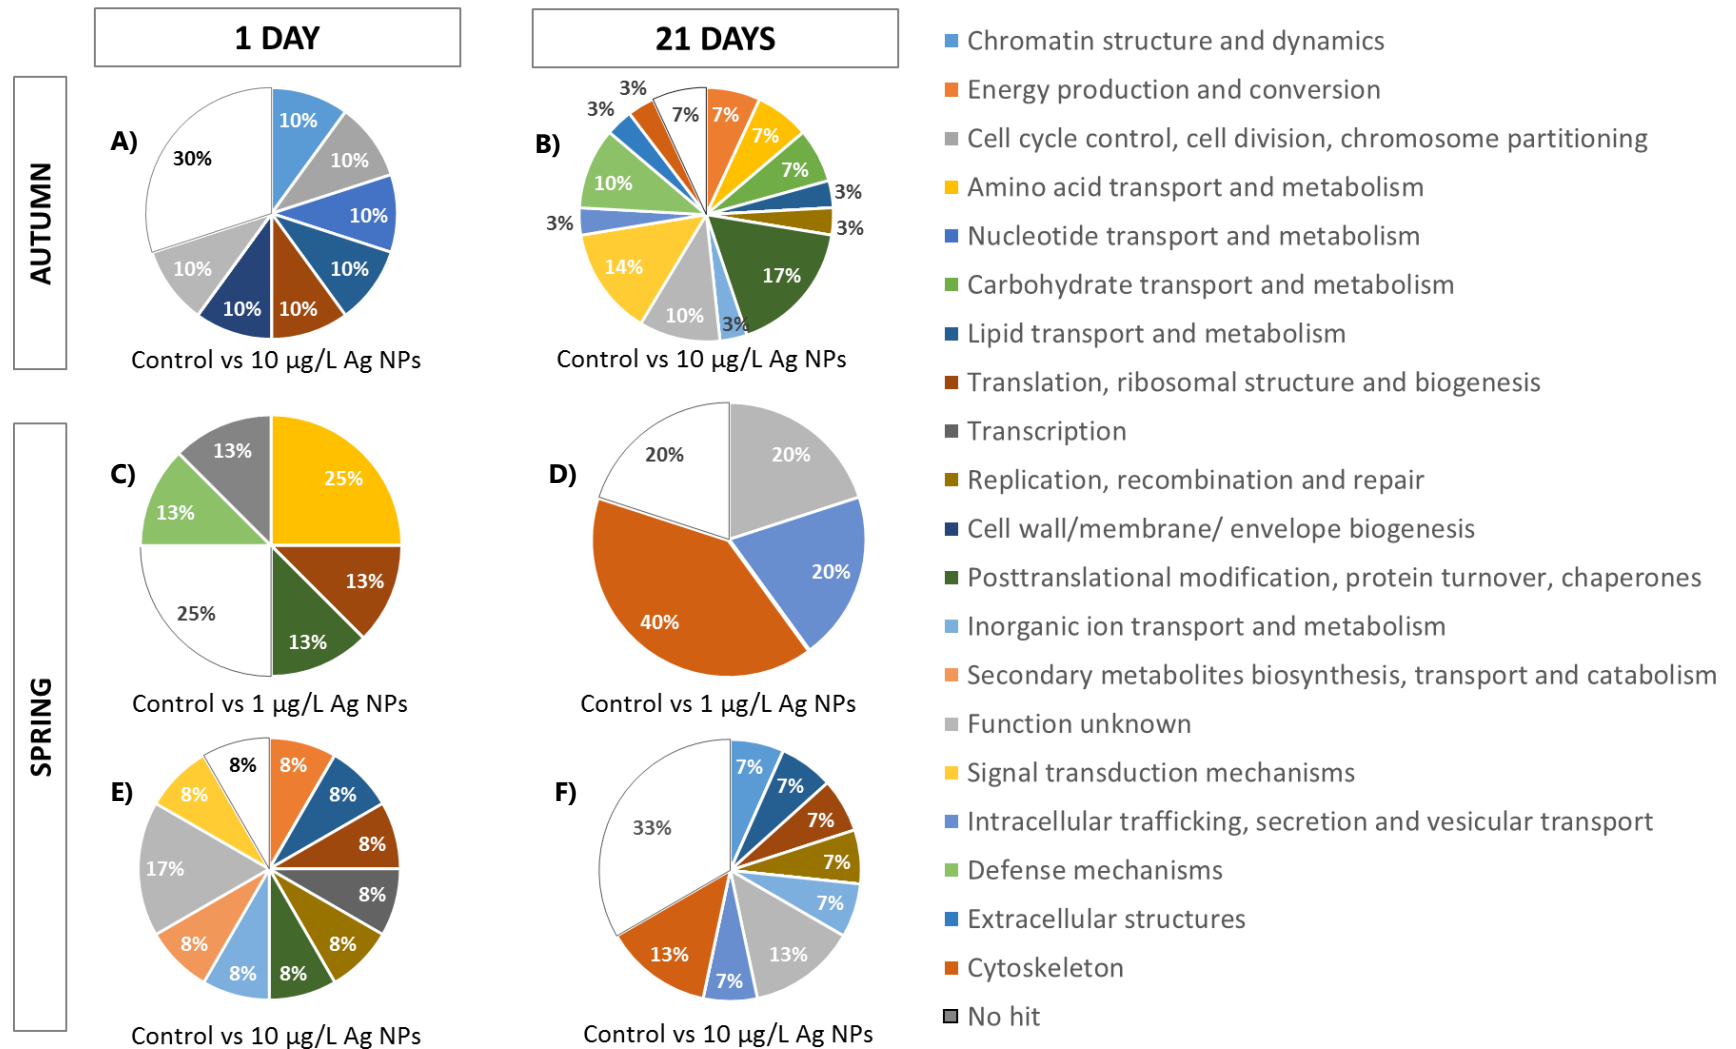 1 DAY
21 DAYS
AUTUMN
A)
10%
10%
10%
10%
10%
10%
10%
30%
Control vs 10 µg/L Ag NPs
B)
7%
7%
7%
3%
3%
17%
3%
10%
14%
3%
10%
3%
3%
7%
Control vs 10 µg/L Ag NPs
SPRING
C)
25%
13%
13%
25%
13%
13%
Control vs 1 µg/L Ag NPs
D)
20%
20%
40%
20%
Control vs 1 µg/L Ag NPs
E)
8%
8%
8%
8%
8%
8%
8%
8%
17%
8%
8%
Control vs 10 µg/L Ag NPs
F)
7%
7%
7%
7%
7%
13%
7%
13%
33%
Control vs 10 µg/L Ag NPs
Chromatin structure and dynamics
Energy production and conversion
Cell cycle control, cell division, chromosome partitioning
Amino acid transport and metabolism
Nucleotide transport and metabolism
Carbohydrate transport and metabolism
Lipid transport and metabolism
Translation, ribosomal structure and biogenesis
Transcription
Replication, recombination and repair
Cell wall/membrane/ envelope biogenesis
Posttranslational modification, protein turnover, chaperones
Inorganic ion transport and metabolism
Secondary metabolites biosynthesis, transport and catabolism
Function unknown
Signal transduction mechanisms
Intracellular trafficking, secretion and vesicular transport
Defense mechanisms
Extracellular structures
Cytoskeleton
No hit